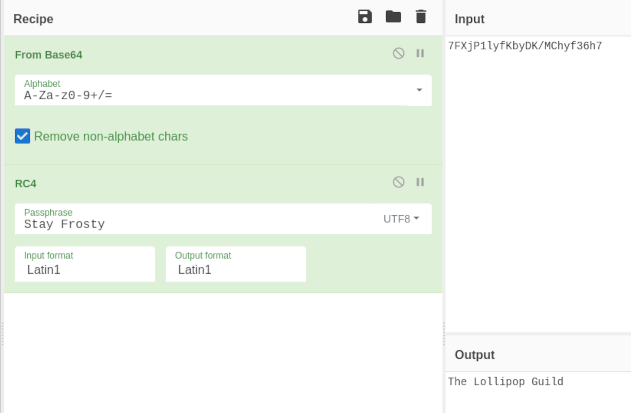 Recipe
From Base64
Alphabet
A-Za-z0-9+/=
Remove non-alphabet chars
RC4
Passphrase
Stay Frosty
UTF8
Input format
Latin1
Output format
Latin1
Input
7FXjP1lyfKbyDK/MChyf36h7
Output
The Lollipop Guild